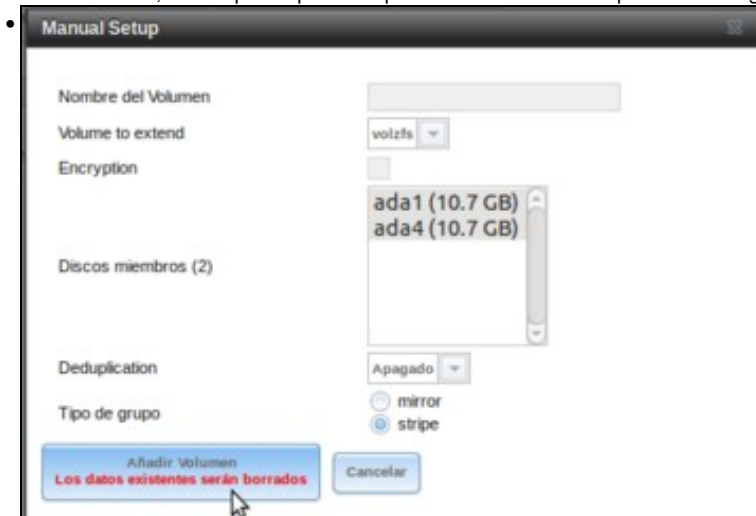 Manual Setup
Nombre del Volumen
Volume to extend volzfs
Encryption
ada1 (10.7 GB)
ada4 (10.7 GB)
Discos miembros (2)
Deduplication Apagado
Tipo de grupo mirror
stripe
Añadir Volumen
Los datos existentes serán borrados
Cancelar